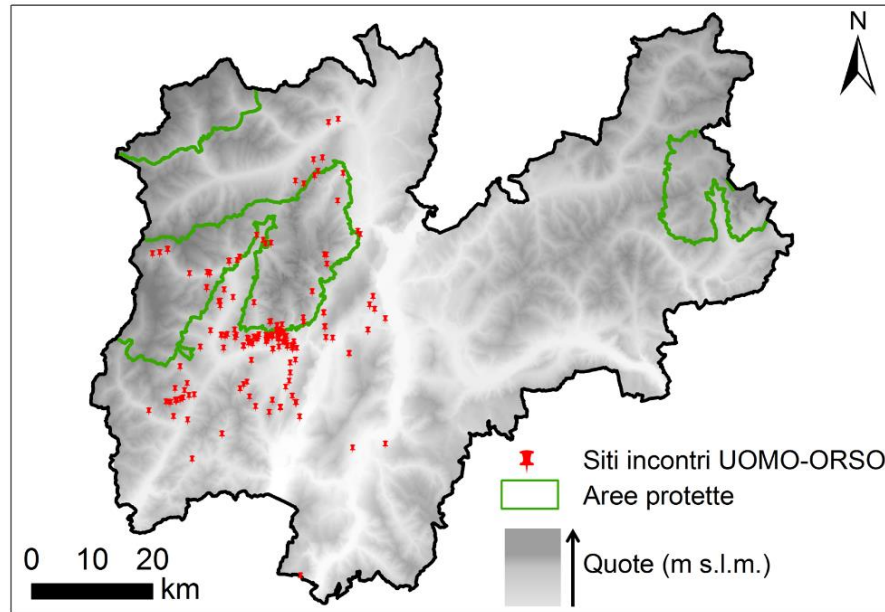 N
Siti incontri UOMO-ORSO
Aree protette
Quote (m s.l.m.)
0 10 20
km